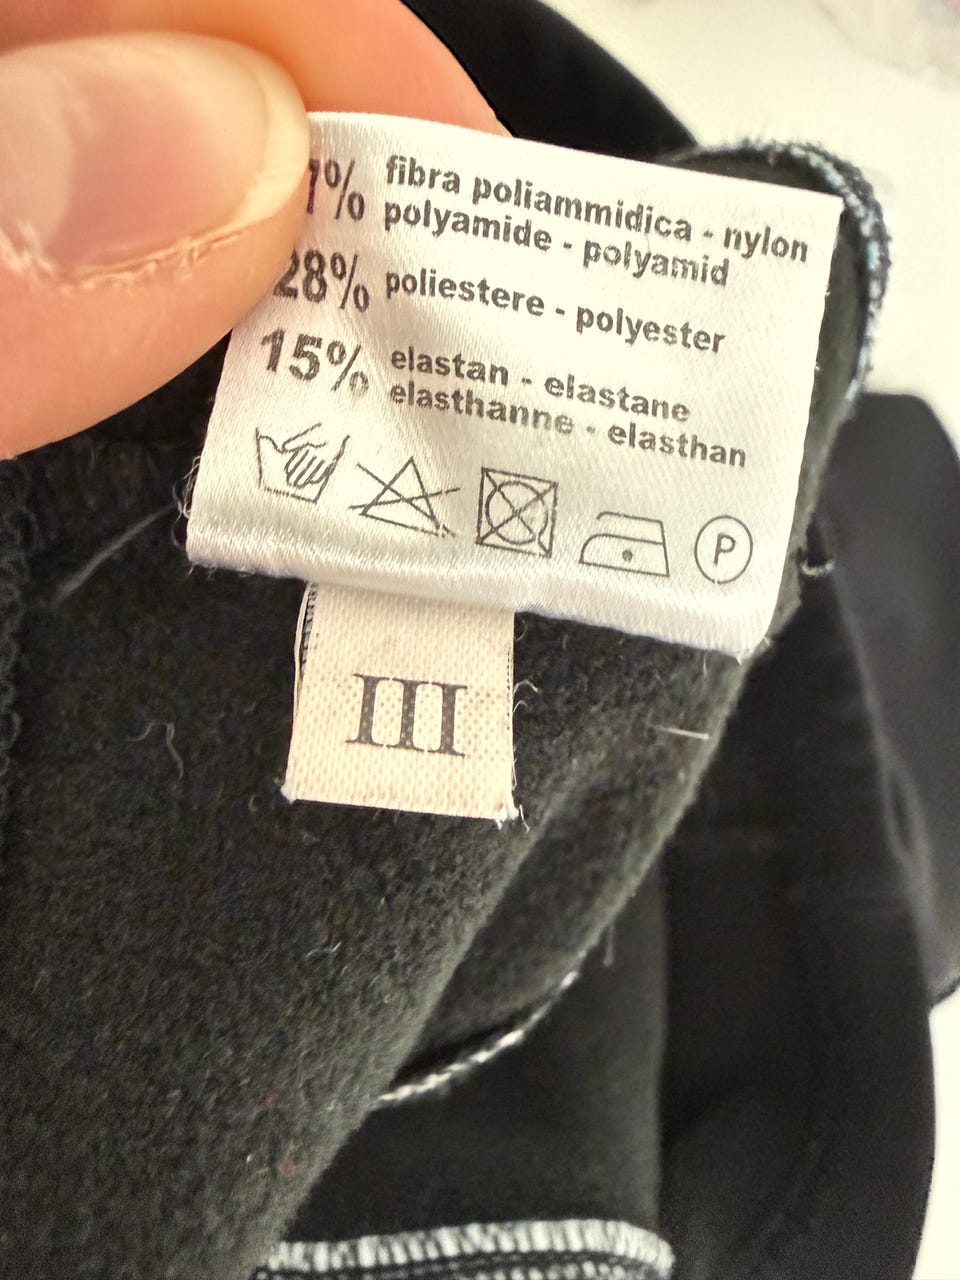 7% fibra poliammidica - nylon
polyamide - polyamid
28% poliestere - polyester
15% elastan - elastane
elasthanne - elasthan
P
III